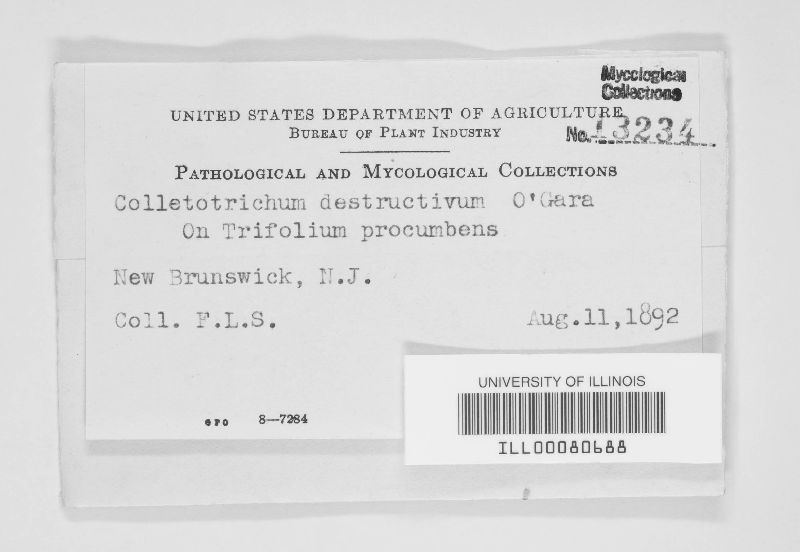 Mycological
Collections
UNITED STATES DEPARTMENT OF AGRICULTURE
BUREAU OF PLANT INDUSTRY
No. 13234
PATHOLOGICAL AND MYCOLOGICAL COLLECTIONS
Colletotrichum destructivum O'Gara
On Trifolium procumbens
New Brunswick, N.J.
Coll. F.L.S. Aug.11,1892
UNIVERSITY OF ILLINOIS
GPO 8—7284
ILL00080688